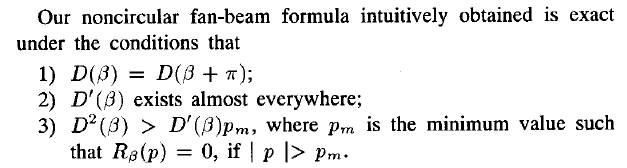 Our noncircular fan-beam formula intuitively obtained is exact
under the conditions that
1) D(β) = D(β + π);
2) D′(β) exists almost everywhere;
3) D²(β) > D′(β)pₘ, where pₘ is the minimum value such
that R_β(p) = 0, if | p |> pₘ.